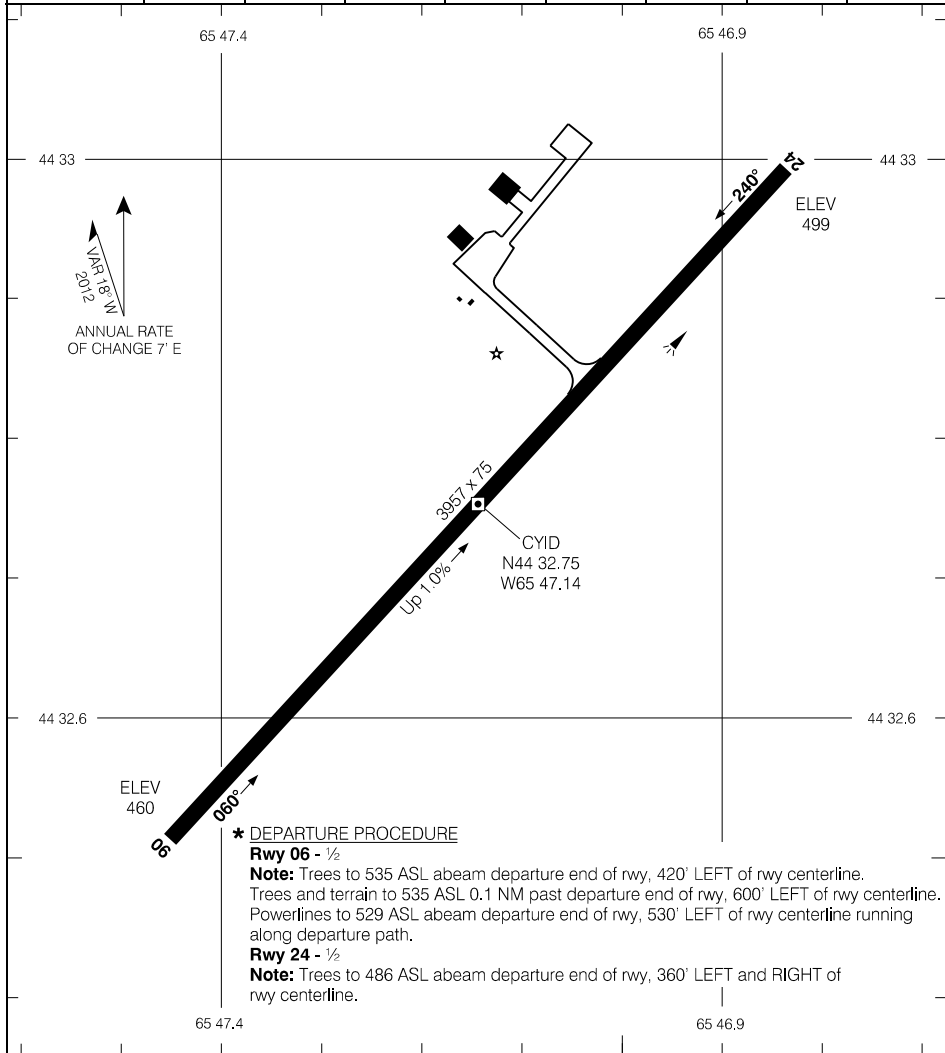 65 47.4
65 46.9
44 33
44 33
24
240°
ELEV
499
VAR 18° W
2012
ANNUAL RATE
OF CHANGE 7' E
3957 x 75
CYID
N44 32.75
W65 47.14
Up 1.0%
44 32.6
44 32.6
ELEV
460
060°
06
* DEPARTURE PROCEDURE
Rwy 06 - ½
Note: Trees to 535 ASL abeam departure end of rwy, 420' LEFT of rwy centerline.
Trees and terrain to 535 ASL 0.1 NM past departure end of rwy, 600' LEFT of rwy centerline.
Powerlines to 529 ASL abeam departure end of rwy, 530' LEFT of rwy centerline running
along departure path.
Rwy 24 - ½
Note: Trees to 486 ASL abeam departure end of rwy, 360' LEFT and RIGHT of
rwy centerline.
65 47.4
65 46.9